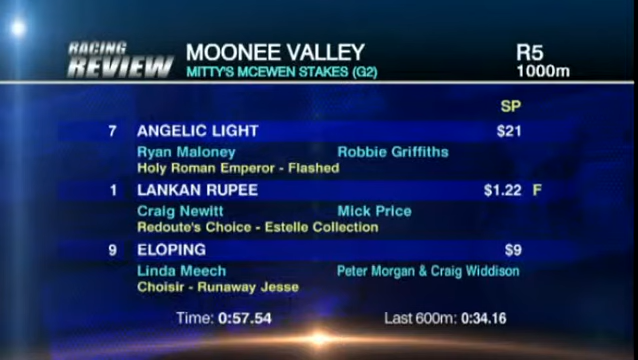 RACING
REVIEW
MOONEE VALLEY R5
MITTY'S MCEWEN STAKES (G2) 1000m
SP
7 ANGELIC LIGHT $21
Ryan Maloney Robbie Griffiths
Holy Roman Emperor - Flashed
1 LANKAN RUPEE $1.22 F
Craig Newitt Mick Price
Redoute's Choice - Estelle Collection
9 ELOPING $9
Linda Meech Peter Morgan & Craig Widdison
Choisir - Runaway Jesse
Time: 0:57.54 Last 600m: 0:34.16